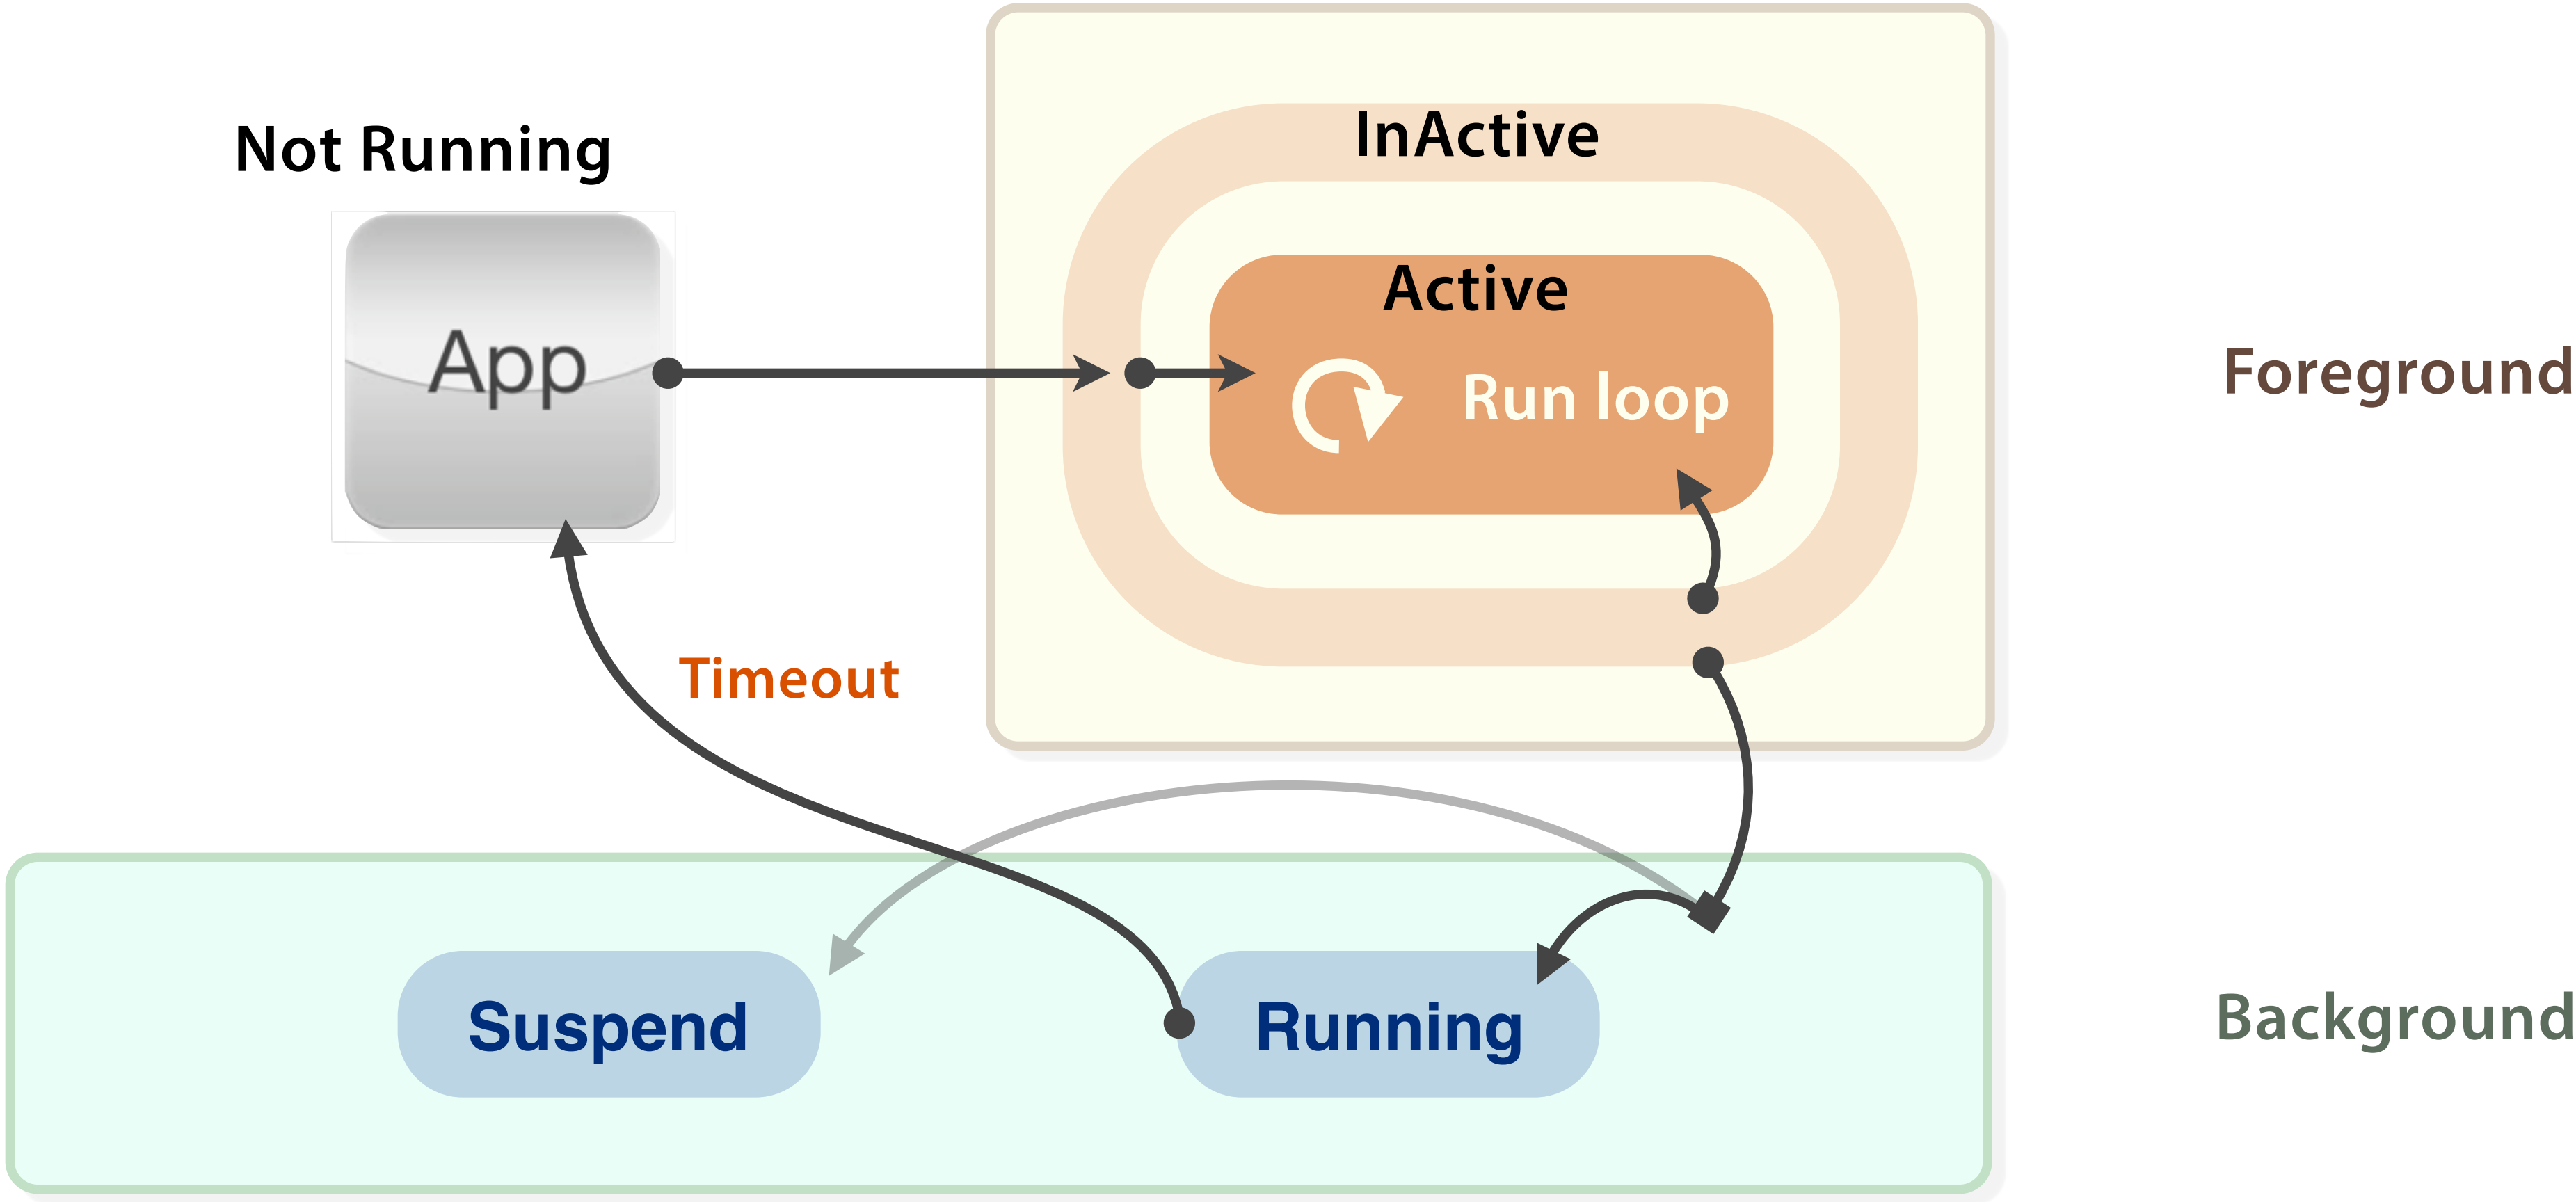 Not Running
App
InActive
Active
Run loop
Foreground
Timeout
Suspend
Running
Background